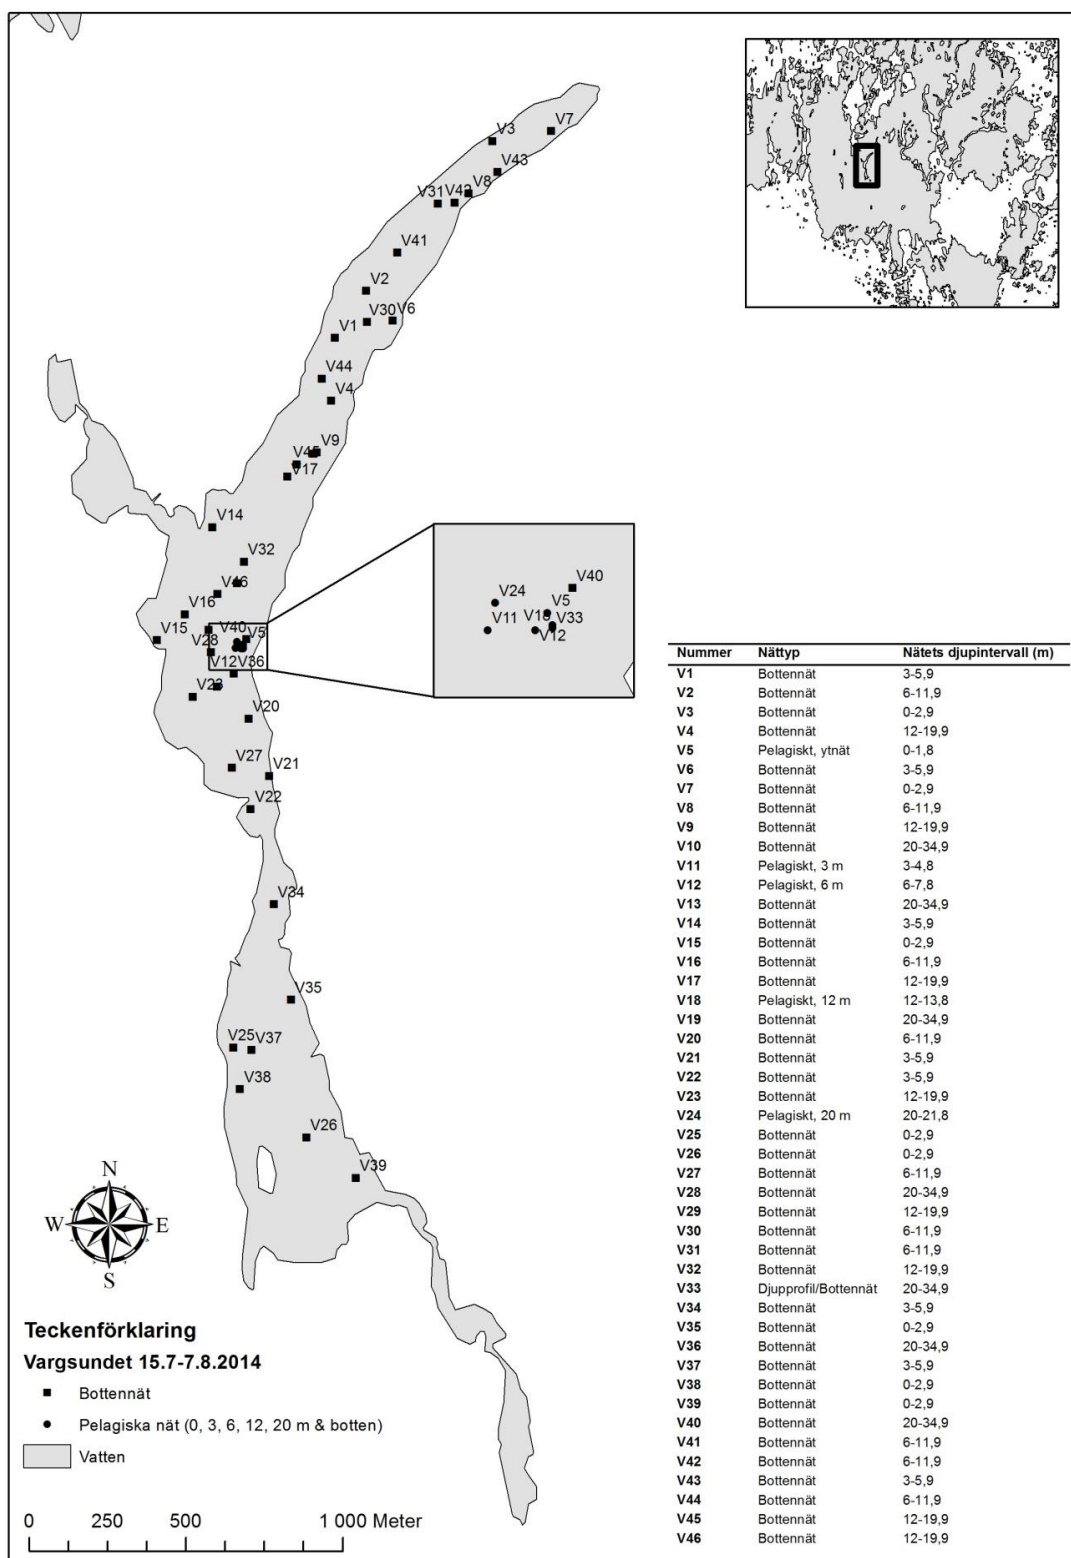 V7
V3
V43
V8
V31
V42
V41
V2
V30
V6
V1
V44
V4
V9
V45
V17
V14
V32
V46
V16
V15
V40
V5
V28
V12
V36
V23
V20
V27
V21
V22
V34
V35
V25
V37
V38
V26
V39
V40
V24
V5
V11
V18
V33
V12
N
W
E
S
Teckenförklaring
Vargsundet 15.7-7.8.2014
Bottennät
Pelagiska nät (0, 3, 6, 12, 20 m & botten)
Vatten
0 250 500 1 000 Meter
Nummer Nättyp Nätets djupintervall (m)
V1 Bottennät 3-5,9
V2 Bottennät 6-11,9
V3 Bottennät 0-2,9
V4 Bottennät 12-19,9
V5 Pelagiskt, ytnät 0-1,8
V6 Bottennät 3-5,9
V7 Bottennät 0-2,9
V8 Bottennät 6-11,9
V9 Bottennät 12-19,9
V10 Bottennät 20-34,9
V11 Pelagiskt, 3 m 3-4,8
V12 Pelagiskt, 6 m 6-7,8
V13 Bottennät 20-34,9
V14 Bottennät 3-5,9
V15 Bottennät 0-2,9
V16 Bottennät 6-11,9
V17 Bottennät 12-19,9
V18 Pelagiskt, 12 m 12-13,8
V19 Bottennät 20-34,9
V20 Bottennät 6-11,9
V21 Bottennät 3-5,9
V22 Bottennät 3-5,9
V23 Bottennät 12-19,9
V24 Pelagiskt, 20 m 20-21,8
V25 Bottennät 0-2,9
V26 Bottennät 0-2,9
V27 Bottennät 6-11,9
V28 Bottennät 20-34,9
V29 Bottennät 12-19,9
V30 Bottennät 6-11,9
V31 Bottennät 6-11,9
V32 Bottennät 12-19,9
V33 Djupprofil/Bottennät 20-34,9
V34 Bottennät 3-5,9
V35 Bottennät 0-2,9
V36 Bottennät 20-34,9
V37 Bottennät 3-5,9
V38 Bottennät 0-2,9
V39 Bottennät 0-2,9
V40 Bottennät 20-34,9
V41 Bottennät 6-11,9
V42 Bottennät 6-11,9
V43 Bottennät 3-5,9
V44 Bottennät 6-11,9
V45 Bottennät 12-19,9
V46 Bottennät 12-19,9